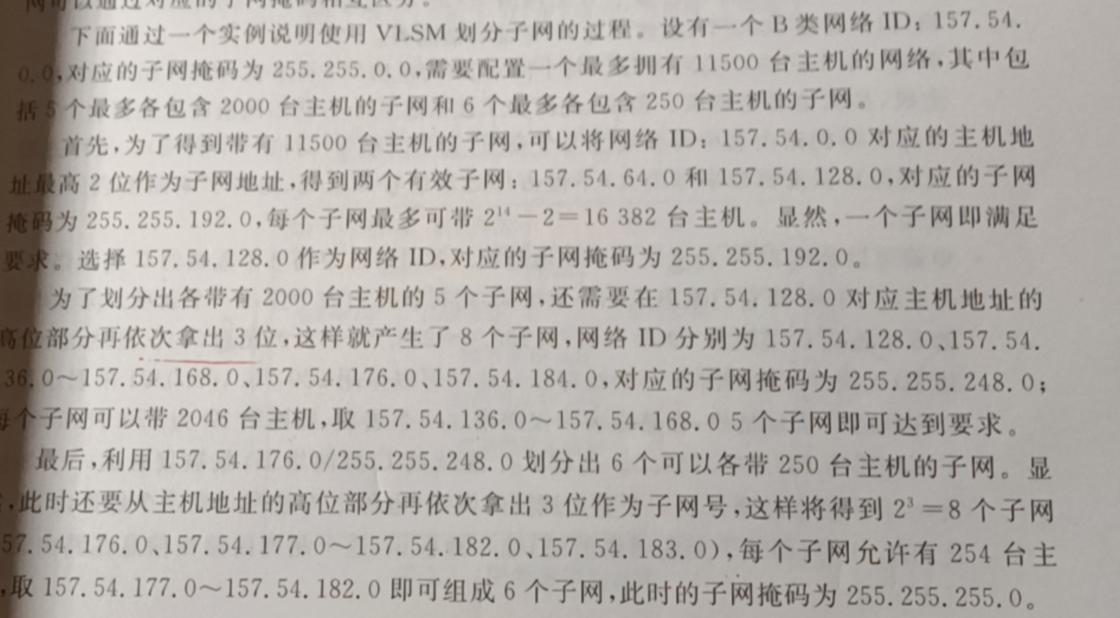 下面通过一个实例说明使用 VLSM 划分子网的过程。设有一个 B 类网络 ID：157.54.
0.0,对应的子网掩码为 255.255.0.0,需要配置一个最多拥有 11500 台主机的网络,其中包
括 5 个最多各包含 2000 台主机的子网和 6 个最多各包含 250 台主机的子网。
首先,为了得到带有 11500 台主机的子网,可以将网络 ID：157.54.0.0 对应的主机地
址最高 2 位作为子网地址,得到两个有效子网：157.54.64.0 和 157.54.128.0,对应的子网
掩码为 255.255.192.0,每个子网最多可带 2¹⁴－2＝16 382 台主机。显然,一个子网即满足
要求。选择 157.54.128.0 作为网络 ID,对应的子网掩码为 255.255.192.0。
为了划分出各带有 2000 台主机的 5 个子网,还需要在 157.54.128.0 对应主机地址的
高位部分再依次拿出 3 位,这样就产生了 8 个子网,网络 ID 分别为 157.54.128.0、157.54.
36.0～157.54.168.0、157.54.176.0、157.54.184.0,对应的子网掩码为 255.255.248.0；
每个子网可以带 2046 台主机,取 157.54.136.0～157.54.168.0 5 个子网即可达到要求。
最后,利用 157.54.176.0/255.255.248.0 划分出 6 个可以各带 250 台主机的子网。显
,此时还要从主机地址的高位部分再依次拿出 3 位作为子网号,这样将得到 2³＝8 个子网
57.54.176.0、157.54.177.0～157.54.182.0、157.54.183.0),每个子网允许有 254 台主
,取 157.54.177.0～157.54.182.0 即可组成 6 个子网,此时的子网掩码为 255.255.255.0。